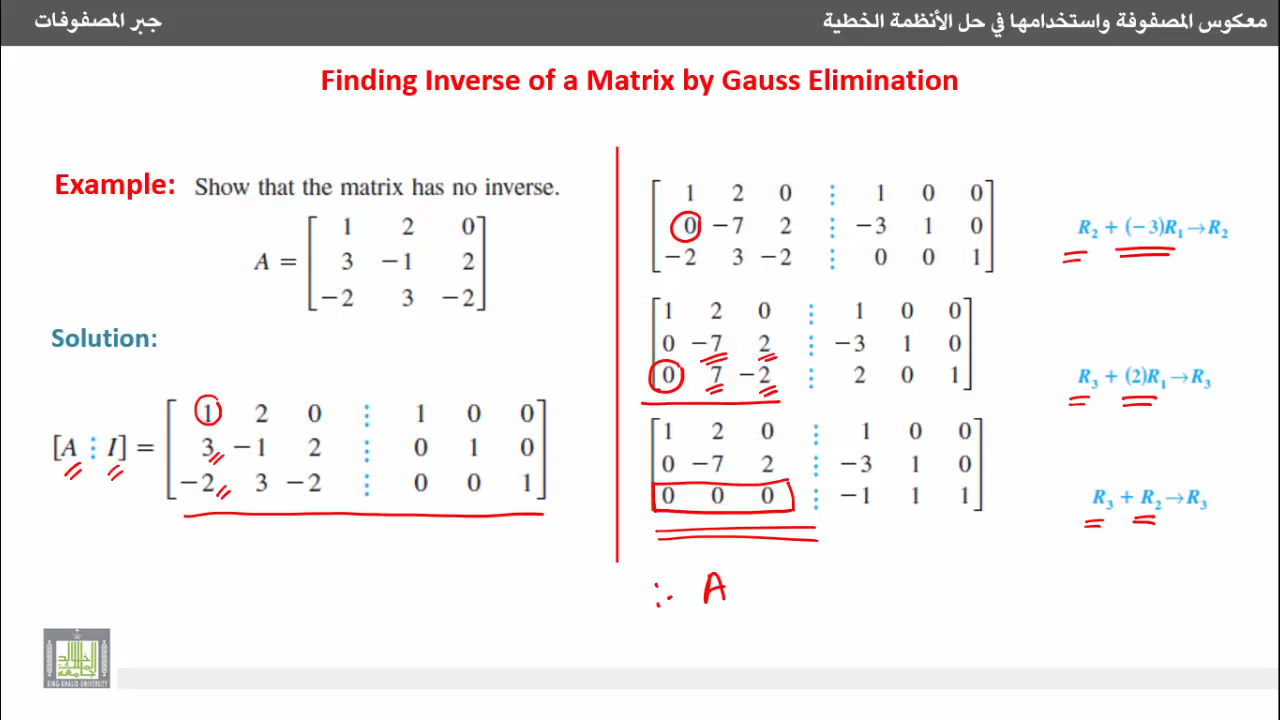 معكوس المصفوفة واستخدامها في حل الأنظمة الخطية
جبر المصفوفات
Finding Inverse of a Matrix by Gauss Elimination
Example: Show that the matrix has no inverse.
A = [ 1 2 0
3 −1 2
−2 3 −2 ]
Solution:
[A ⋮ I] = [ 1 2 0 ⋮ 1 0 0
3 −1 2 ⋮ 0 1 0
−2 3 −2 ⋮ 0 0 1 ]
[ 1 2 0 ⋮ 1 0 0
0 −7 2 ⋮ −3 1 0 R₂ + (−3)R₁→R₂
−2 3 −2 ⋮ 0 0 1 ]
[ 1 2 0 ⋮ 1 0 0
0 −7 2 ⋮ −3 1 0
0 7 −2 ⋮ 2 0 1 ] R₃ + (2)R₁→R₃
[ 1 2 0 ⋮ 1 0 0
0 −7 2 ⋮ −3 1 0
0 0 0 ⋮ −1 1 1 ] R₃ + R₂→R₃
∴ A
KING KHALID UNIVERSITY